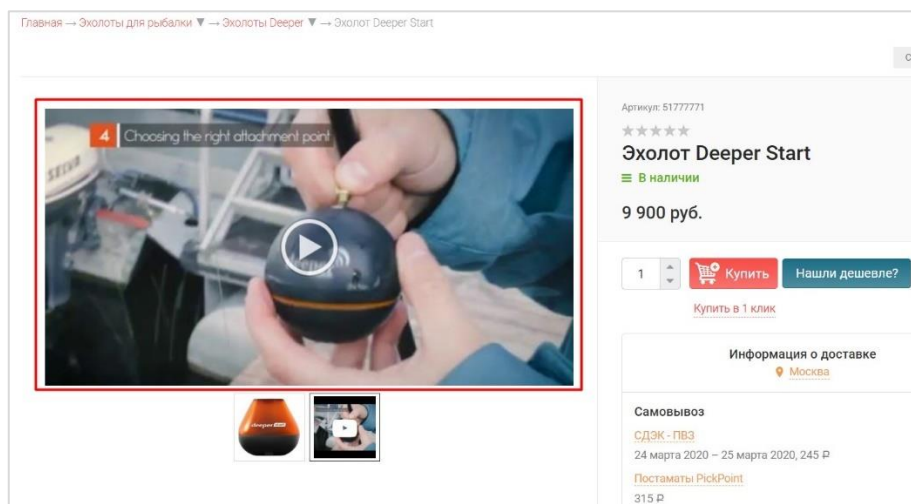 Главная → Эхолоты для рыбалки ▼ → Эхолоты Deeper ▼ → Эхолот Deeper Start
4 Choosing the right attachment point
Артикул: 51777771
Эхолот Deeper Start
В наличии
9 900 руб.
1
Купить
Нашли дешевле?
Купить в 1 клик
Информация о доставке
Москва
Самовывоз
СДЭК - ПВЗ
24 марта 2020 – 25 марта 2020, 245 ₽
Постаматы PickPoint
315 ₽
deeper